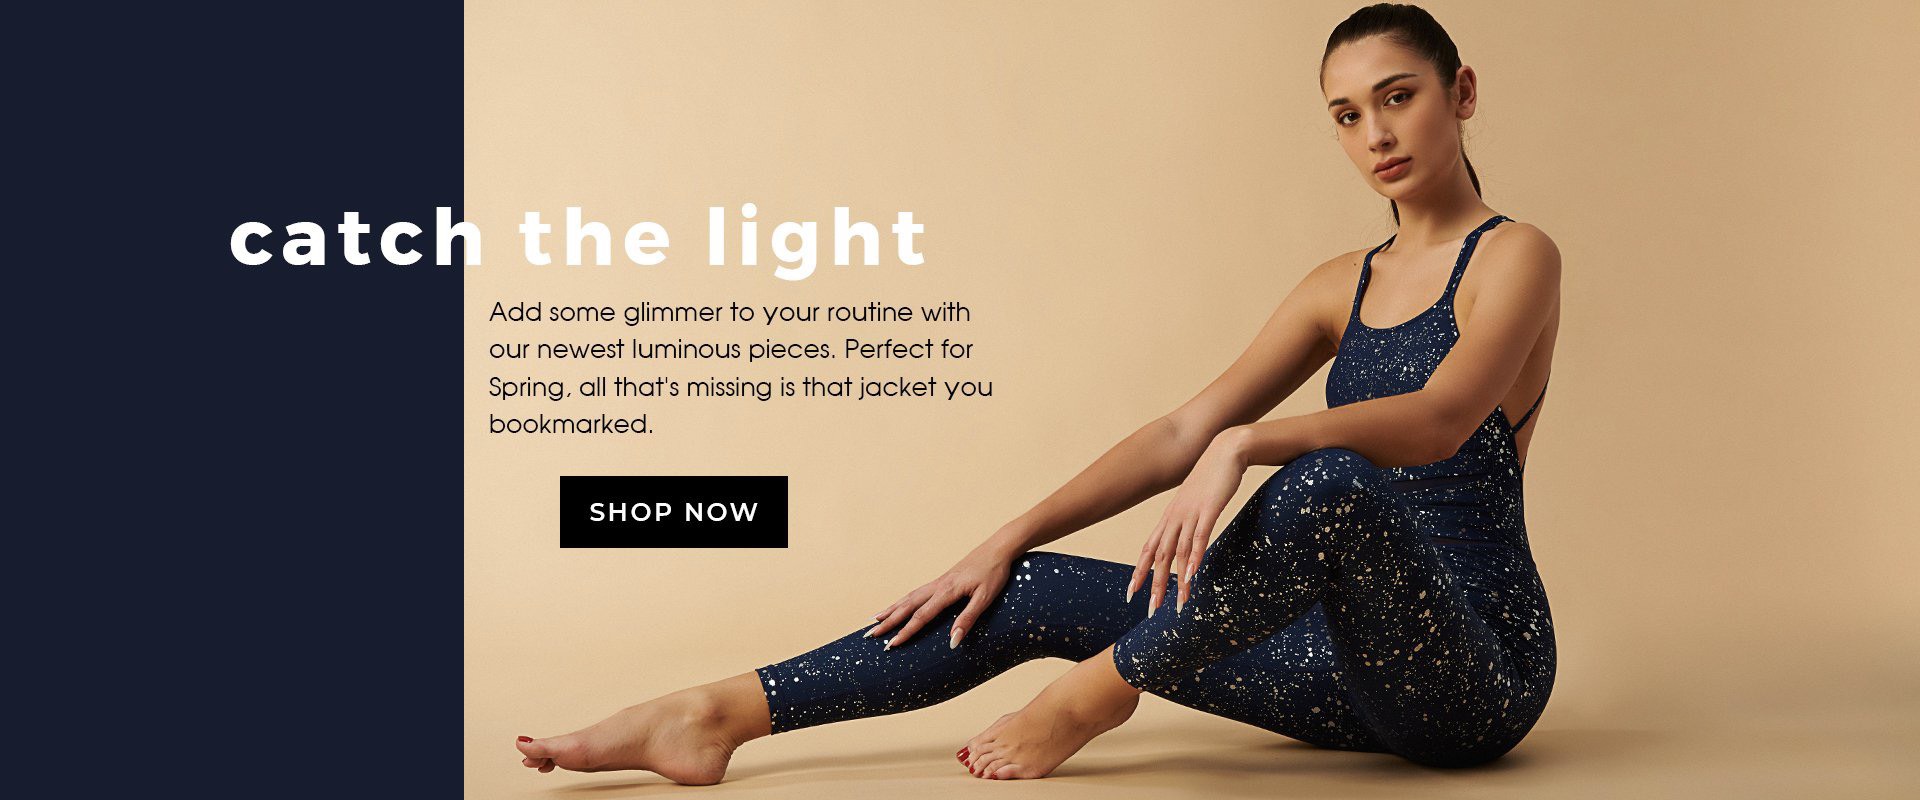 catch the light
Add some glimmer to your routine with
our newest luminous pieces. Perfect for
Spring, all that's missing is that jacket you
bookmarked.
SHOP NOW